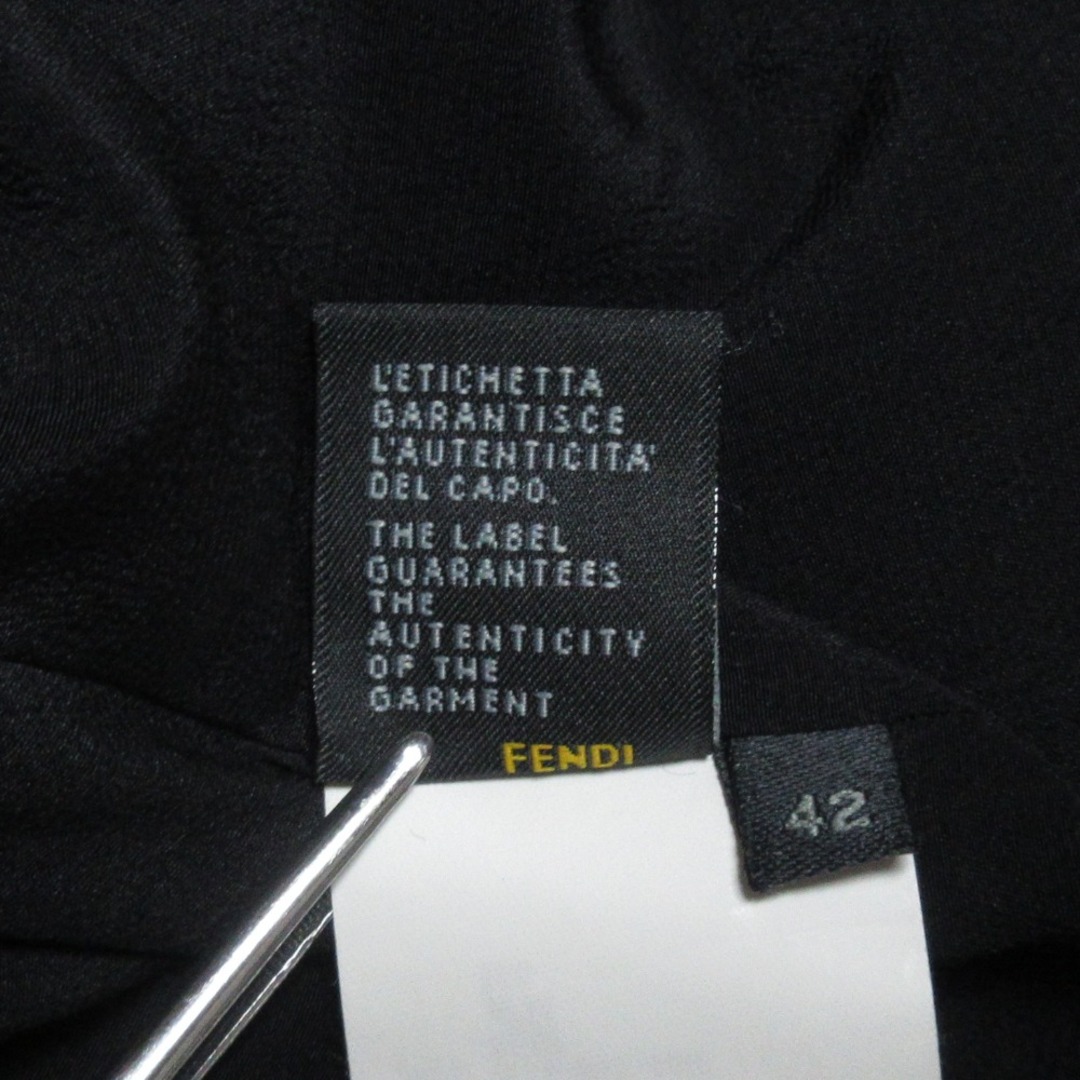 L'ETICHETTA
GARANTISCE
L'AUTENTICITA'
DEL CAPO.
THE LABEL
GUARANTEES
THE
AUTENTICITY
OF THE
GARMENT
FENDI
42